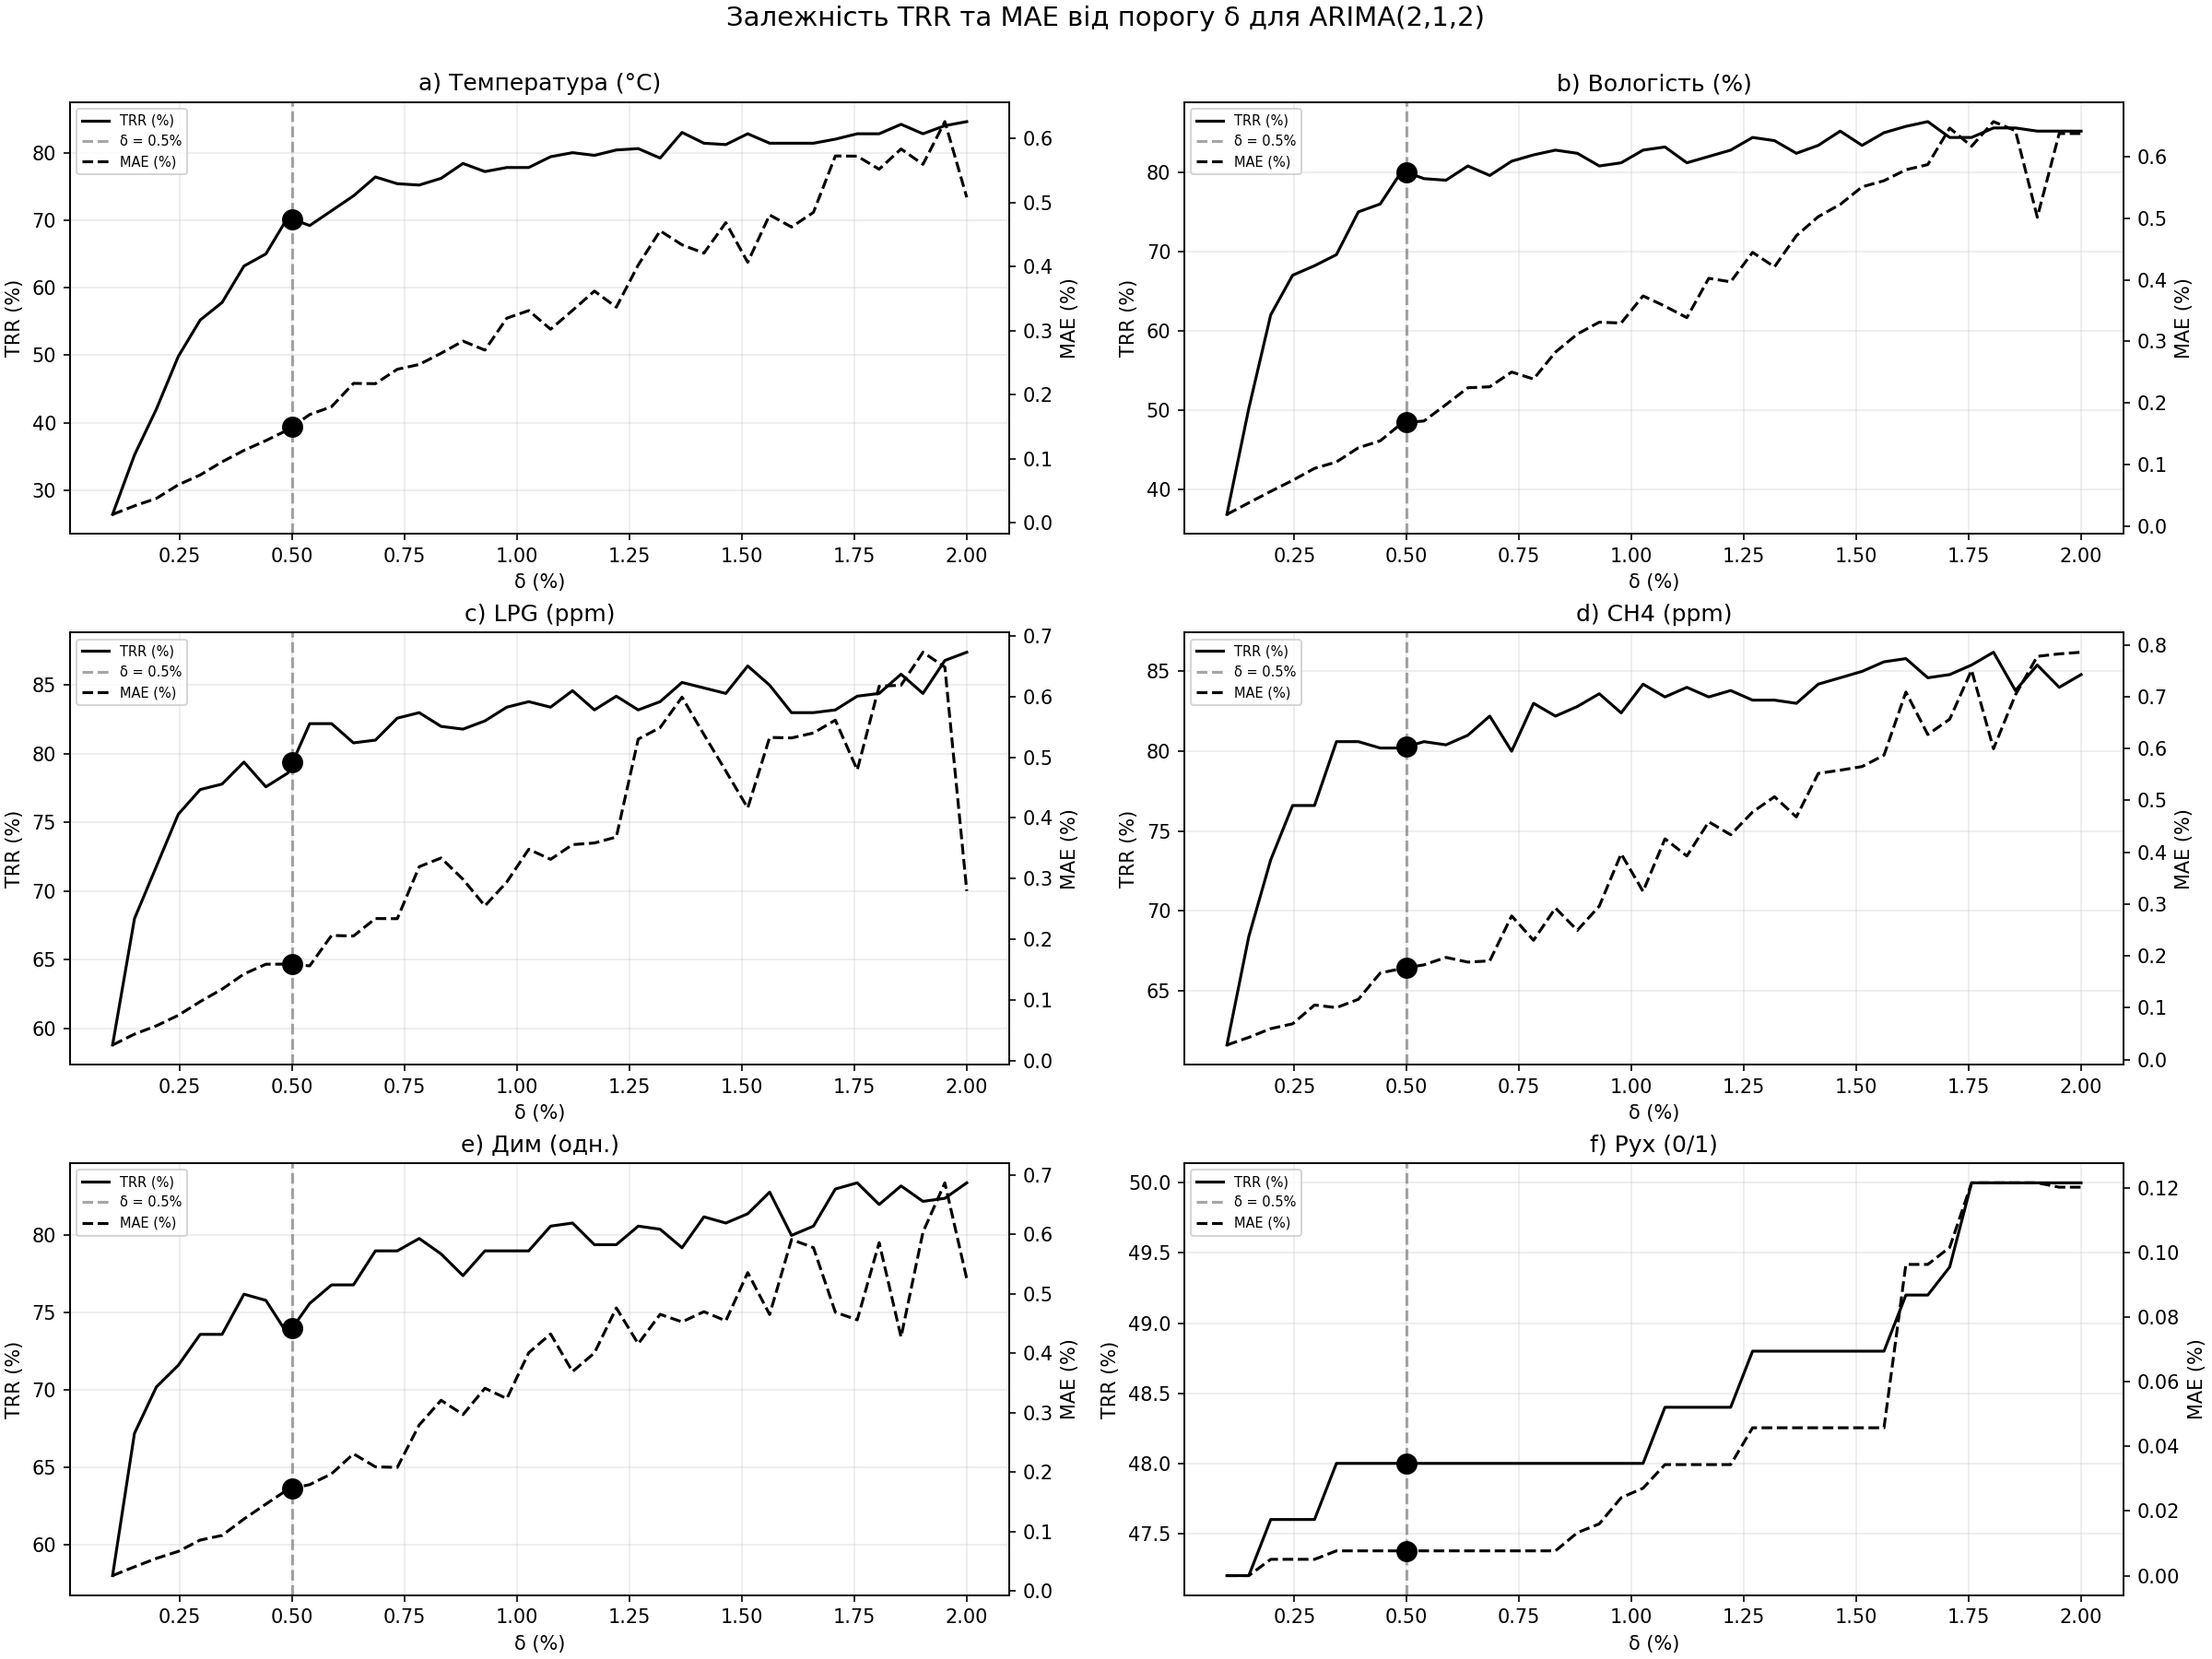 Залежність TRR та MAE від порогу δ для ARIMA(2,1,2)
a) Температура (°C)
TRR (%)
δ = 0.5%
MAE (%)
80
70
60
50
40
30
0.6
0.5
0.4
0.3
0.2
0.1
0.0
TRR (%)
MAE (%)
0.25 0.50 0.75 1.00 1.25 1.50 1.75 2.00
δ (%)
b) Вологість (%)
TRR (%)
δ = 0.5%
MAE (%)
80
70
60
50
40
0.6
0.5
0.4
0.3
0.2
0.1
0.0
TRR (%)
MAE (%)
0.25 0.50 0.75 1.00 1.25 1.50 1.75 2.00
δ (%)
c) LPG (ppm)
TRR (%)
δ = 0.5%
MAE (%)
85
80
75
70
65
60
0.7
0.6
0.5
0.4
0.3
0.2
0.1
0.0
TRR (%)
MAE (%)
0.25 0.50 0.75 1.00 1.25 1.50 1.75 2.00
δ (%)
d) CH4 (ppm)
TRR (%)
δ = 0.5%
MAE (%)
85
80
75
70
65
0.8
0.7
0.6
0.5
0.4
0.3
0.2
0.1
0.0
TRR (%)
MAE (%)
0.25 0.50 0.75 1.00 1.25 1.50 1.75 2.00
δ (%)
e) Дим (одн.)
TRR (%)
δ = 0.5%
MAE (%)
80
75
70
65
60
0.7
0.6
0.5
0.4
0.3
0.2
0.1
0.0
TRR (%)
MAE (%)
0.25 0.50 0.75 1.00 1.25 1.50 1.75 2.00
δ (%)
f) Рух (0/1)
TRR (%)
δ = 0.5%
MAE (%)
50.0
49.5
49.0
48.5
48.0
47.5
0.12
0.10
0.08
0.06
0.04
0.02
0.00
TRR (%)
MAE (%)
0.25 0.50 0.75 1.00 1.25 1.50 1.75 2.00
δ (%)